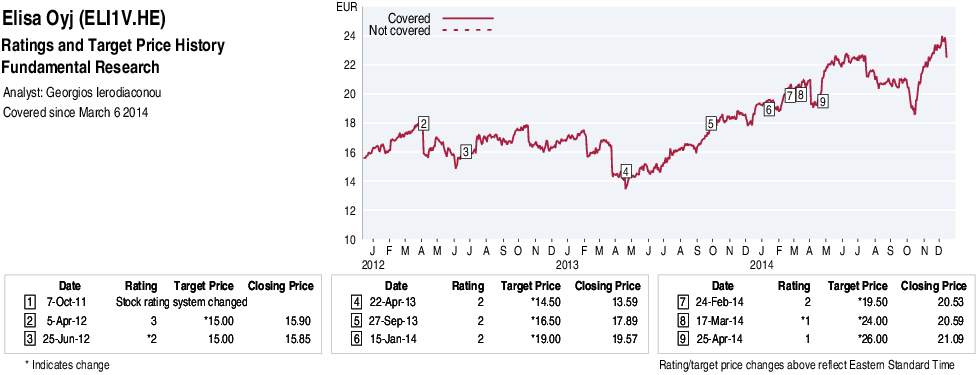 Elisa Oyj (ELI1V.HE)
Ratings and Target Price History
Fundamental Research
Analyst: Georgios Ierodiaconou
Covered since March 6 2014
EUR
Covered
Not covered
24
22
20
18
16
14
12
10
1 2 3 4 5 6 7 8 9
J F M A M J J A S O N D J F M A M J J A S O N D J F M A M J J A S O N D
2012 2013 2014
Date Rating Target Price Closing Price
1 7-Oct-11 Stock rating system changed
2 5-Apr-12 3 *15.00 15.90
3 25-Jun-12 *2 15.00 15.85
Date Rating Target Price Closing Price
4 22-Apr-13 2 *14.50 13.59
5 27-Sep-13 2 *16.50 17.89
6 15-Jan-14 2 *19.00 19.57
Date Rating Target Price Closing Price
7 24-Feb-14 2 *19.50 20.53
8 17-Mar-14 *1 *24.00 20.59
9 25-Apr-14 1 *26.00 21.09
* Indicates change
Rating/target price changes above reflect Eastern Standard Time